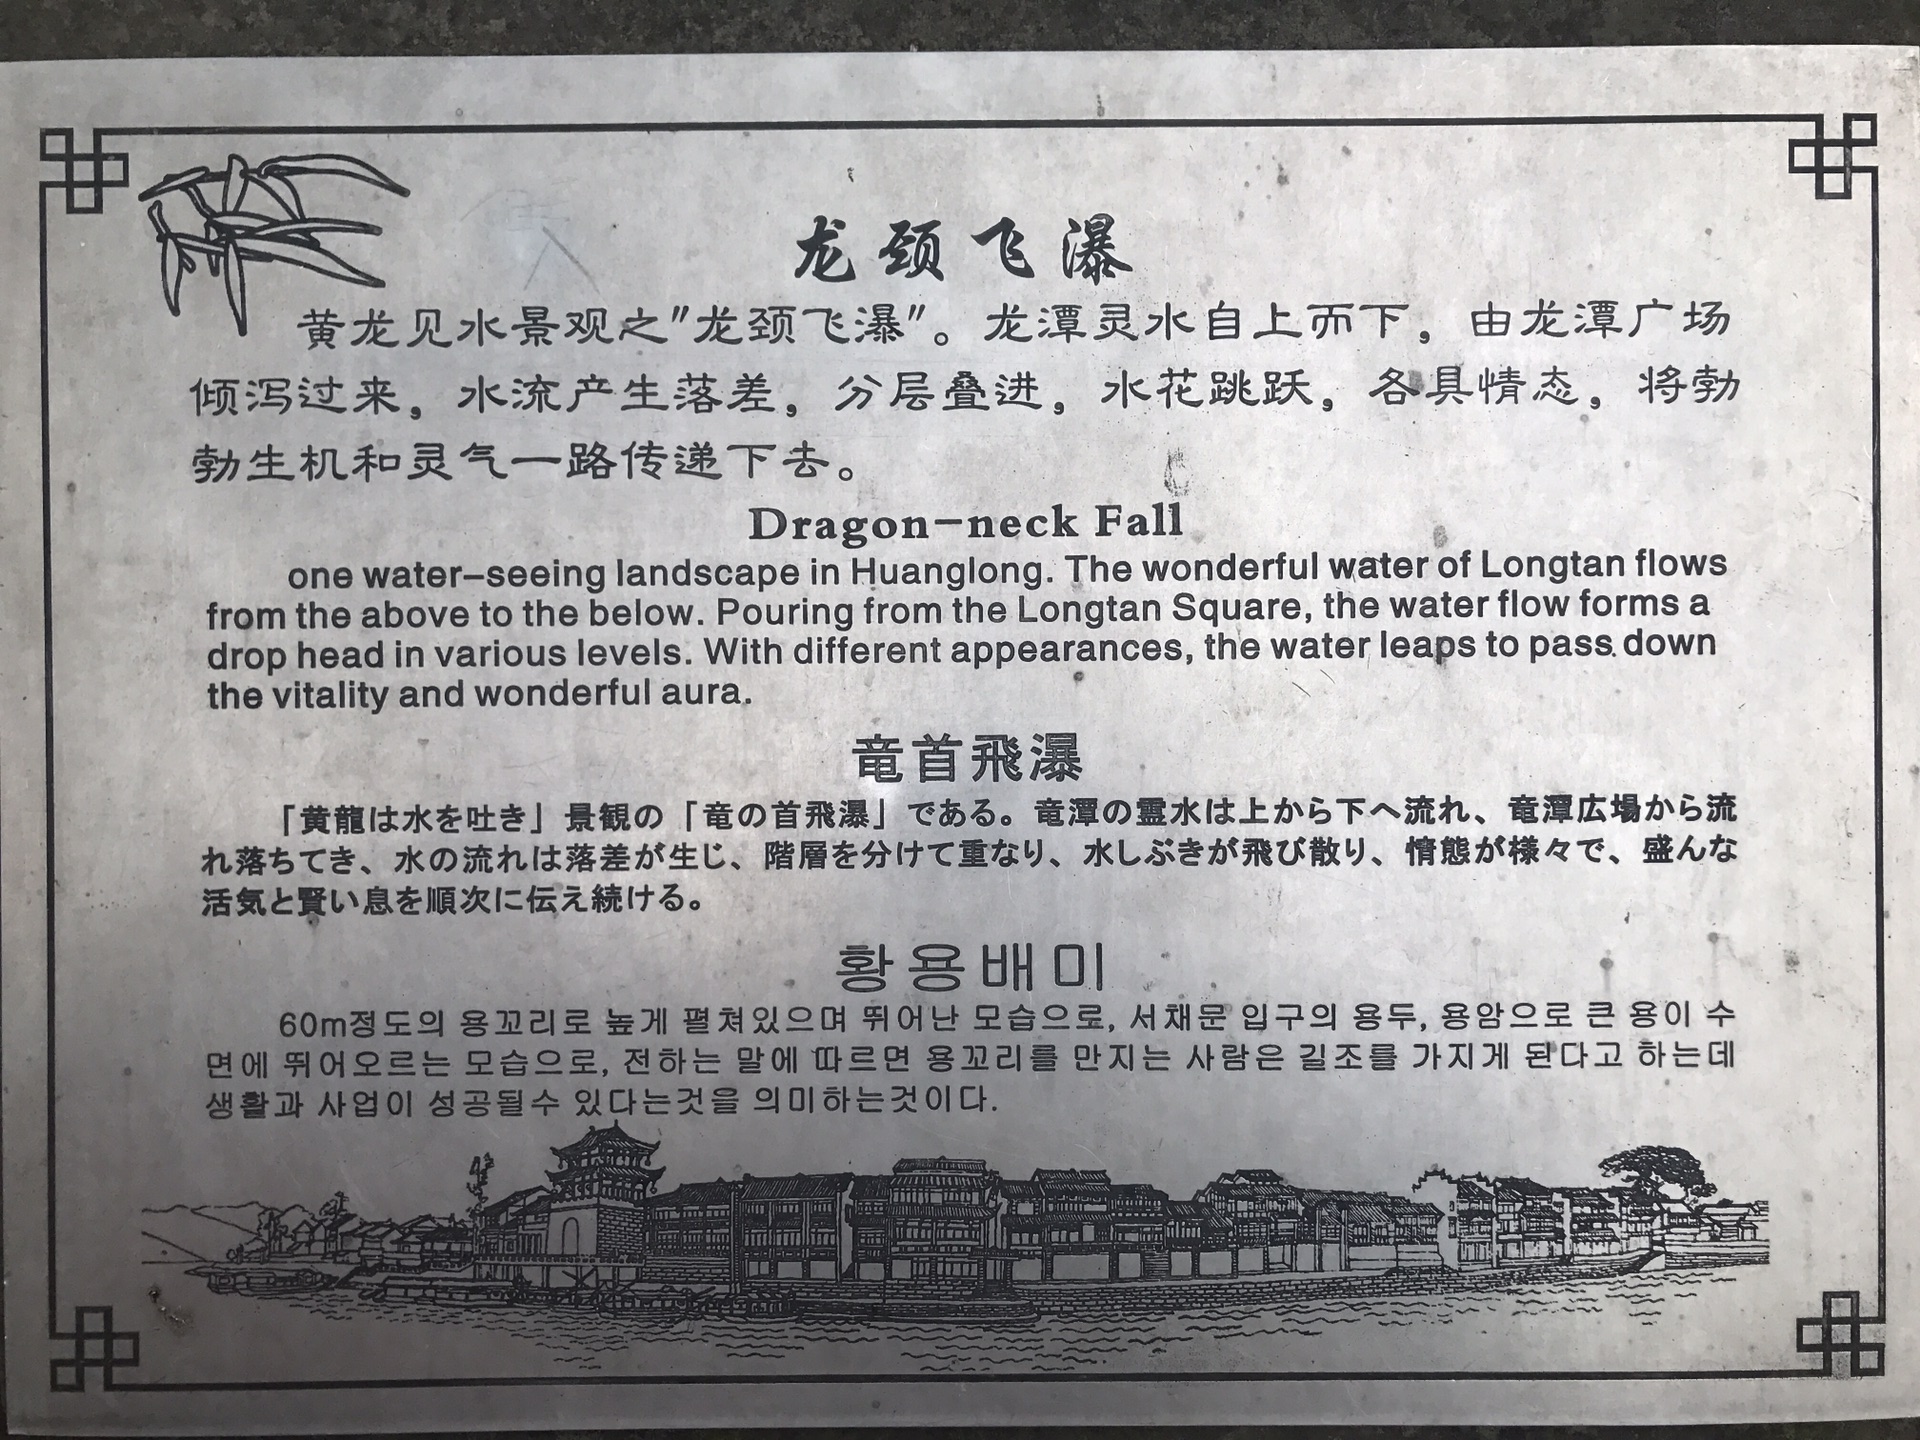 龙颈飞瀑
黄龙见水景观之"龙颈飞瀑"。龙潭灵水自上而下，由龙潭广场
倾泻过来，水流产生落差，分层叠进，水花跳跃，各具情态，将勃
勃生机和灵气一路传递下去。
Dragon-neck Fall
one water-seeing landscape in Huanglong. The wonderful water of Longtan flows
from the above to the below. Pouring from the Longtan Square, the water flow forms a
drop head in various levels. With different appearances, the water leaps to pass down
the vitality and wonderful aura.
竜首飛瀑
「黄龍は水を吐き」景観の「竜の首飛瀑」である。竜潭の霊水は上から下へ流れ、竜潭広場から流
れ落ちてき、水の流れは落差が生じ、階層を分けて重なり、水しぶきが飛び散り、情態が様々で、盛んな
活気と賢い息を順次に伝え続ける。
황용배미
60m정도의 용꼬리로 높게 펼쳐있으며 뛰어난 모습으로, 서채문 입구의 용두, 용암으로 큰 용이 수
면에 뛰어오르는 모습으로, 전하는 말에 따르면 용꼬리를 만지는 사람은 길조를 가지게 된다고 하는데
생활과 사업이 성공될수 있다는것을 의미하는것이다.